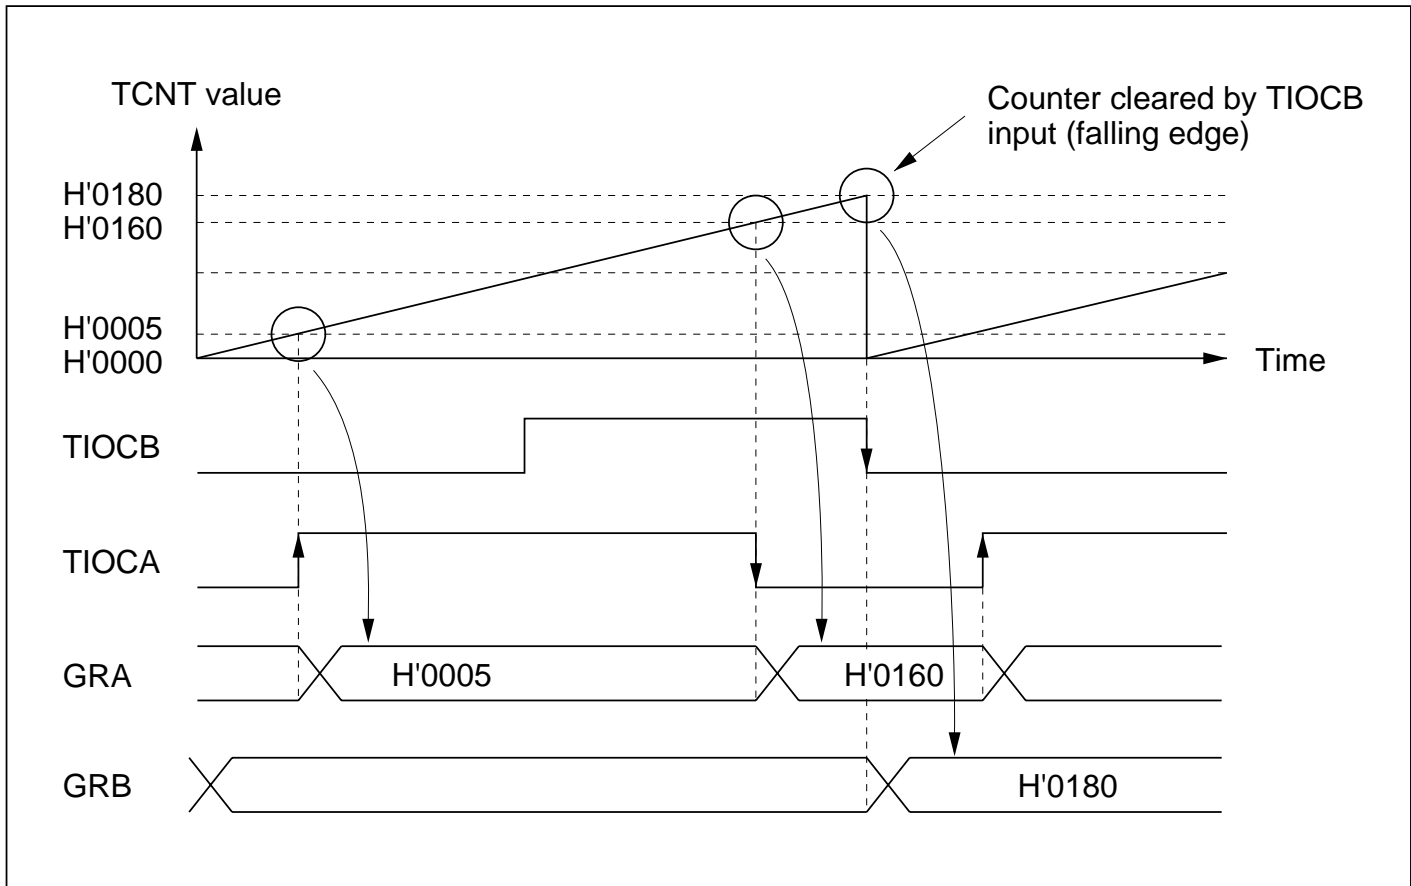 TCNT value
Counter cleared by TIOCB
input (falling edge)
H'0180
H'0160
H'0005
H'0000
Time
TIOCB
TIOCA
GRA
H'0005
H'0160
GRB
H'0180